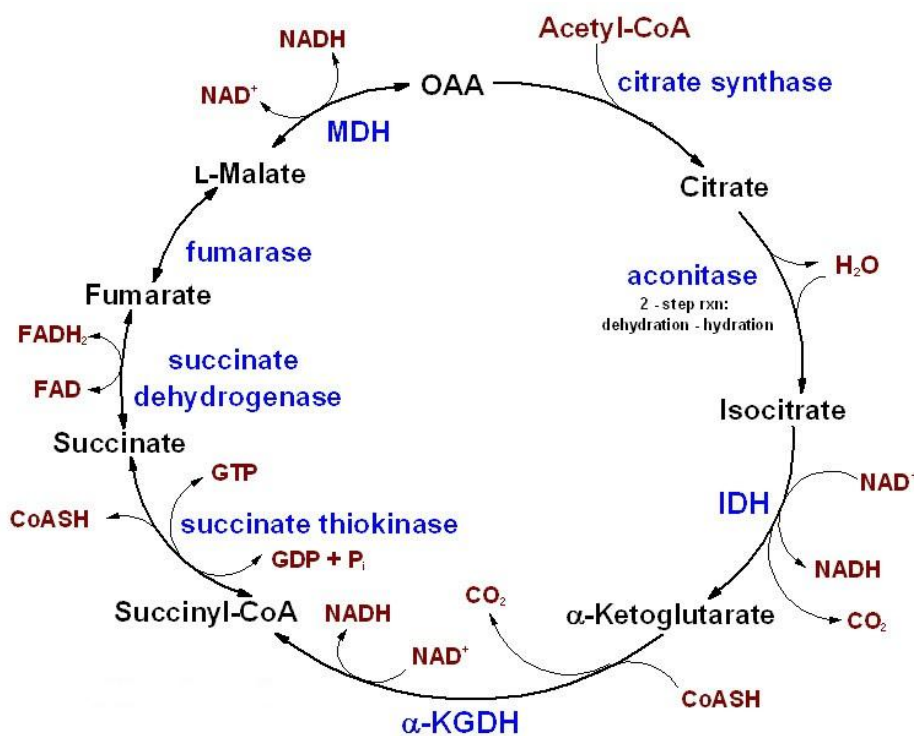 NADH
Acetyl-CoA
NAD⁺
OAA
citrate synthase
MDH
L-Malate
Citrate
fumarase
aconitase
H₂O
2 - step rxn:
dehydration - hydration
Fumarate
FADH₂
succinate
dehydrogenase
FAD
Isocitrate
Succinate
GTP
NAD⁺
IDH
CoASH
succinate thiokinase
GDP + Pᵢ
NADH
CO₂
Succinyl-CoA
NADH
CO₂
α-Ketoglutarate
NAD⁺
CoASH
α-KGDH